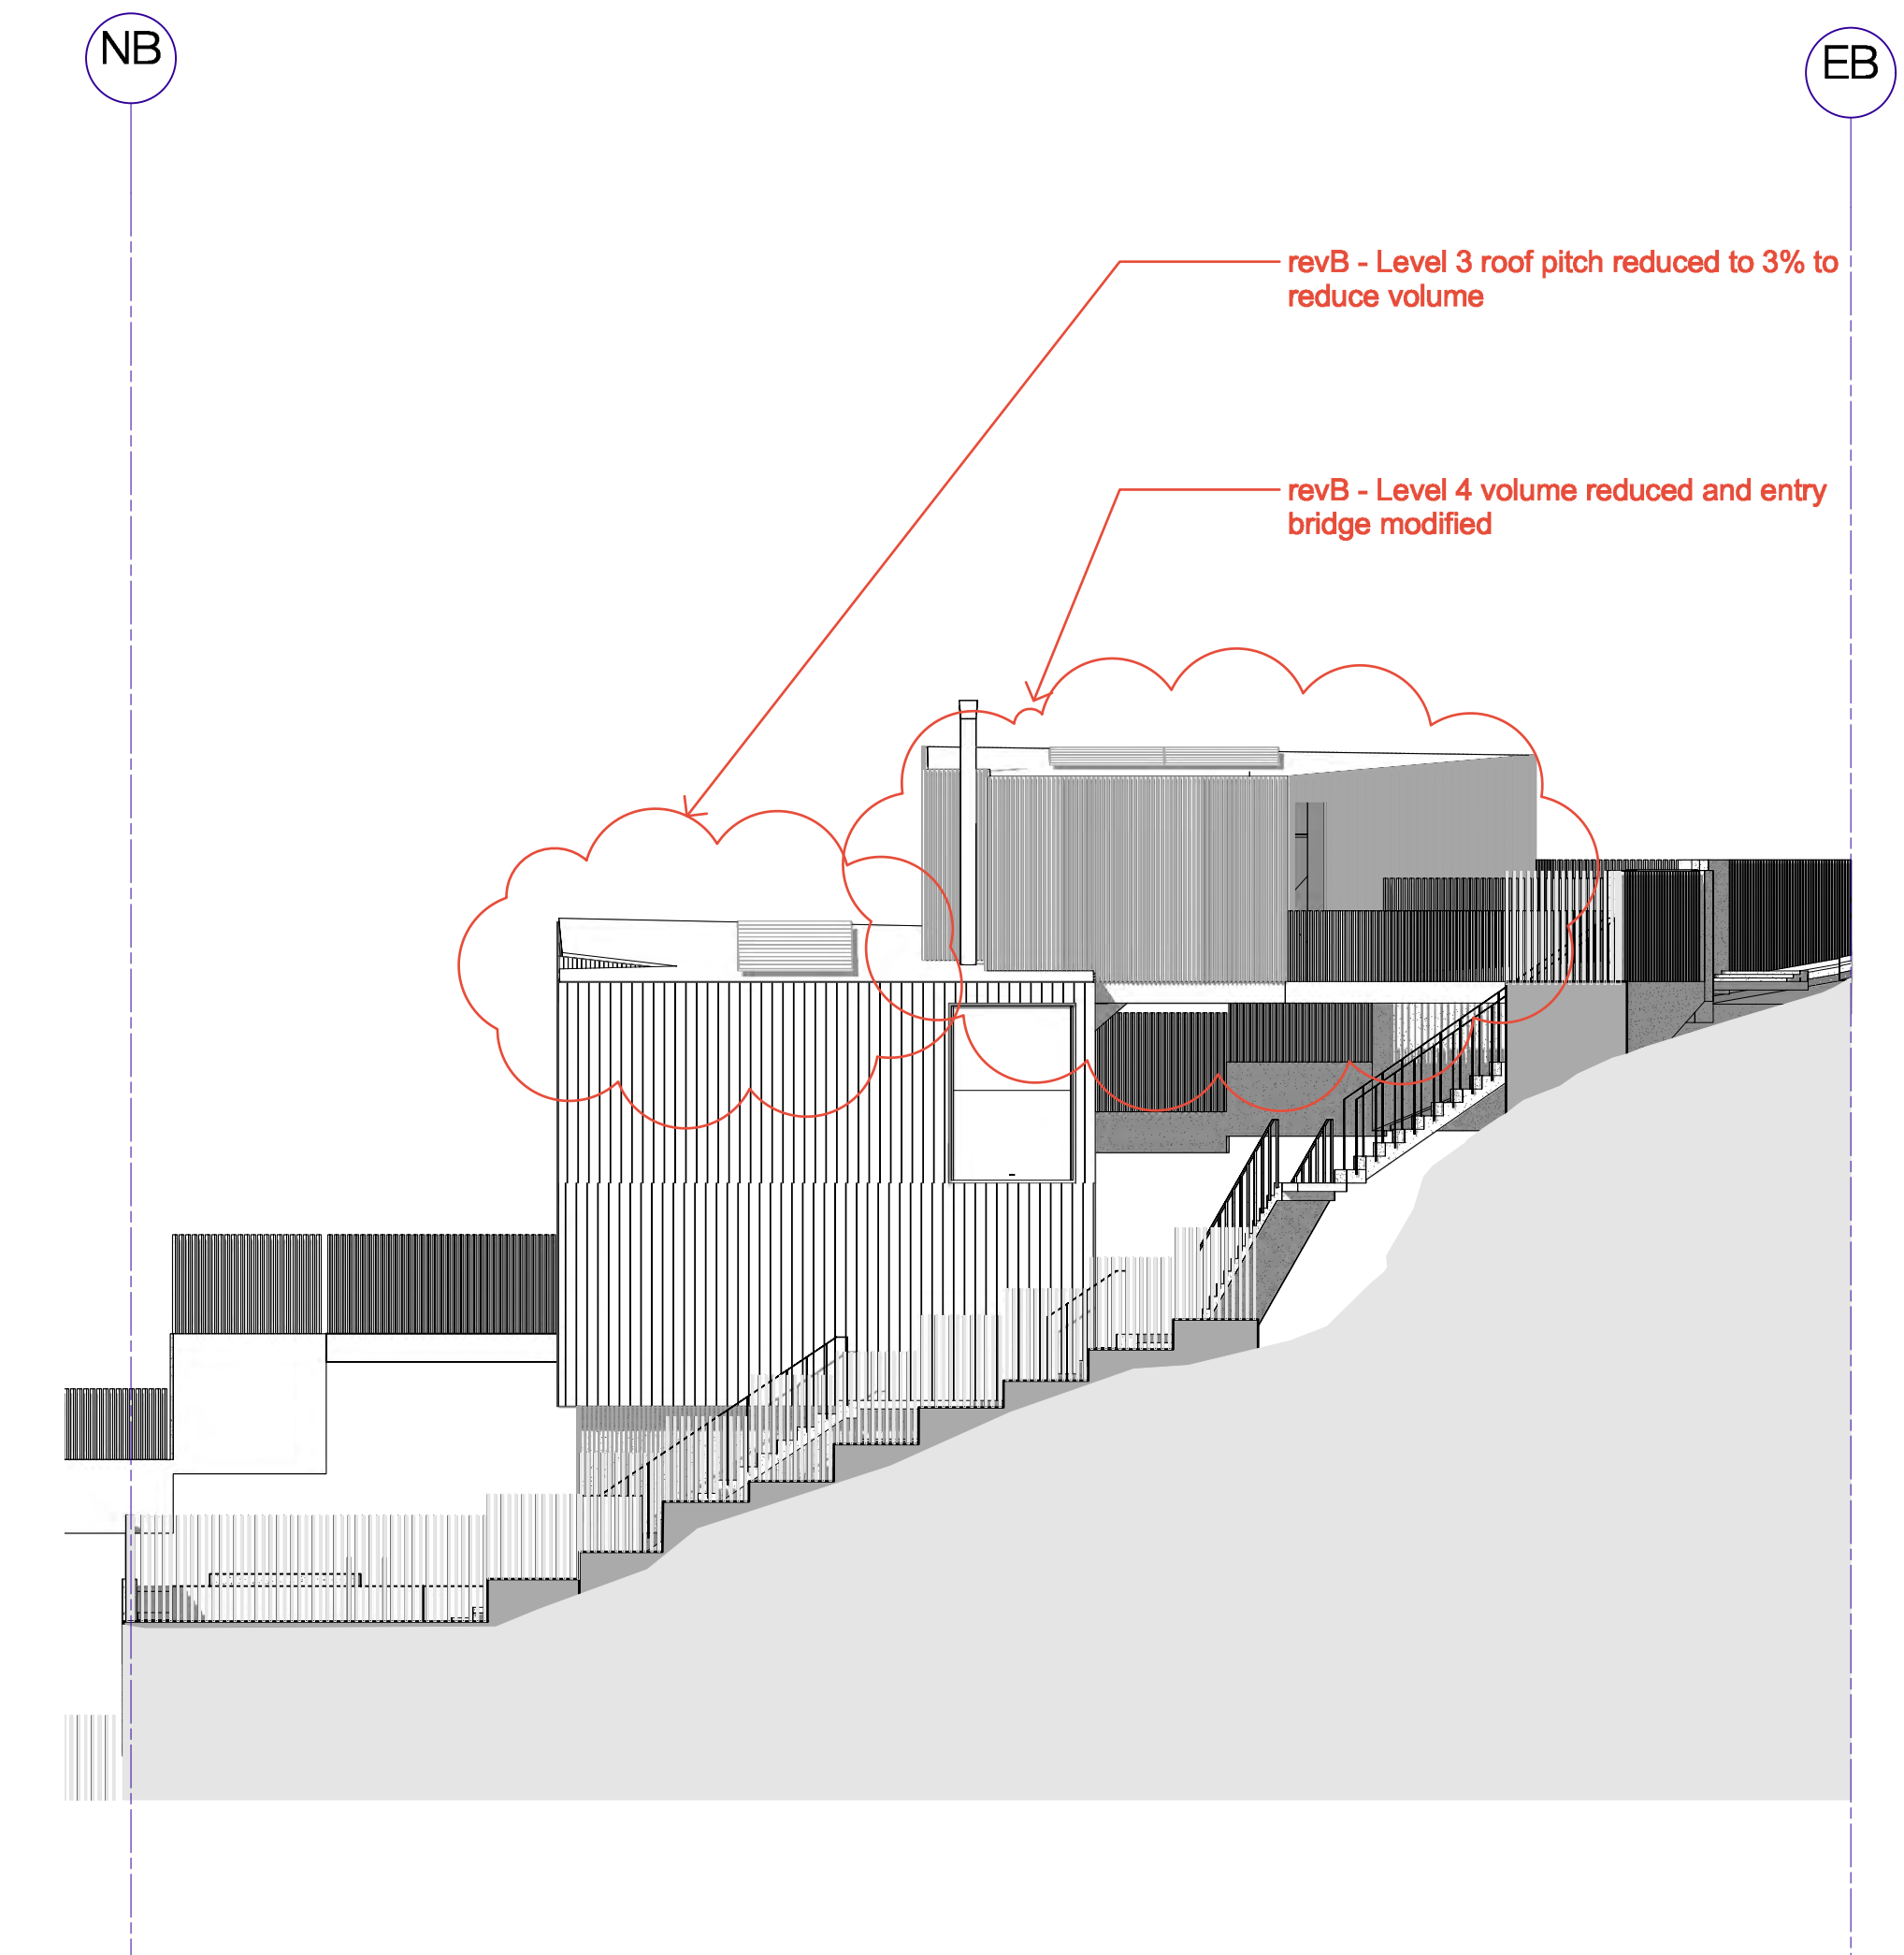 NB
EB
revB - Level 3 roof pitch reduced to 3% to
reduce volume
revB - Level 4 volume reduced and entry
bridge modified